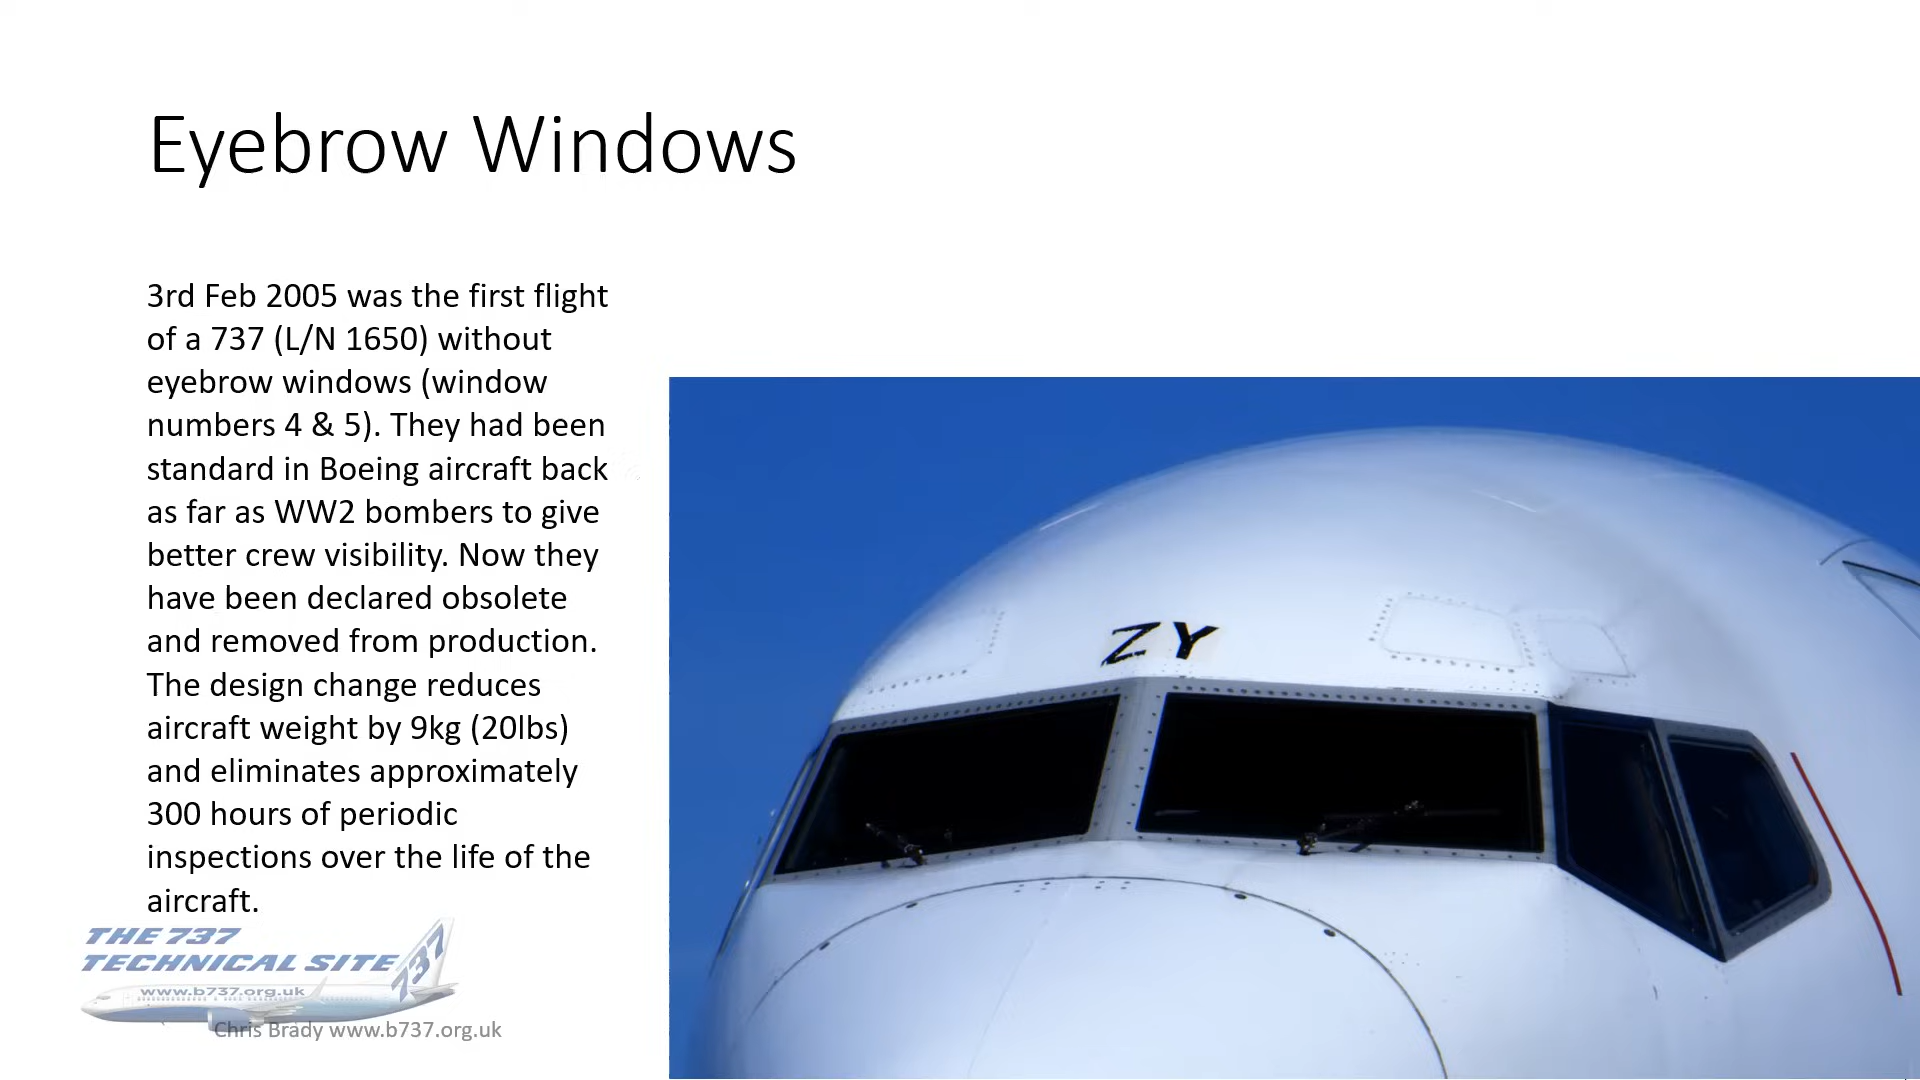 Eyebrow Windows
3rd Feb 2005 was the first flight
of a 737 (L/N 1650) without
eyebrow windows (window
numbers 4 & 5). They had been
standard in Boeing aircraft back
as far as WW2 bombers to give
better crew visibility. Now they
have been declared obsolete
and removed from production.
The design change reduces
aircraft weight by 9kg (20lbs)
and eliminates approximately
300 hours of periodic
inspections over the life of the
aircraft.
ZY
THE 737
TECHNICAL SITE
737
www.b737.org.uk
Chris Brady www.b737.org.uk